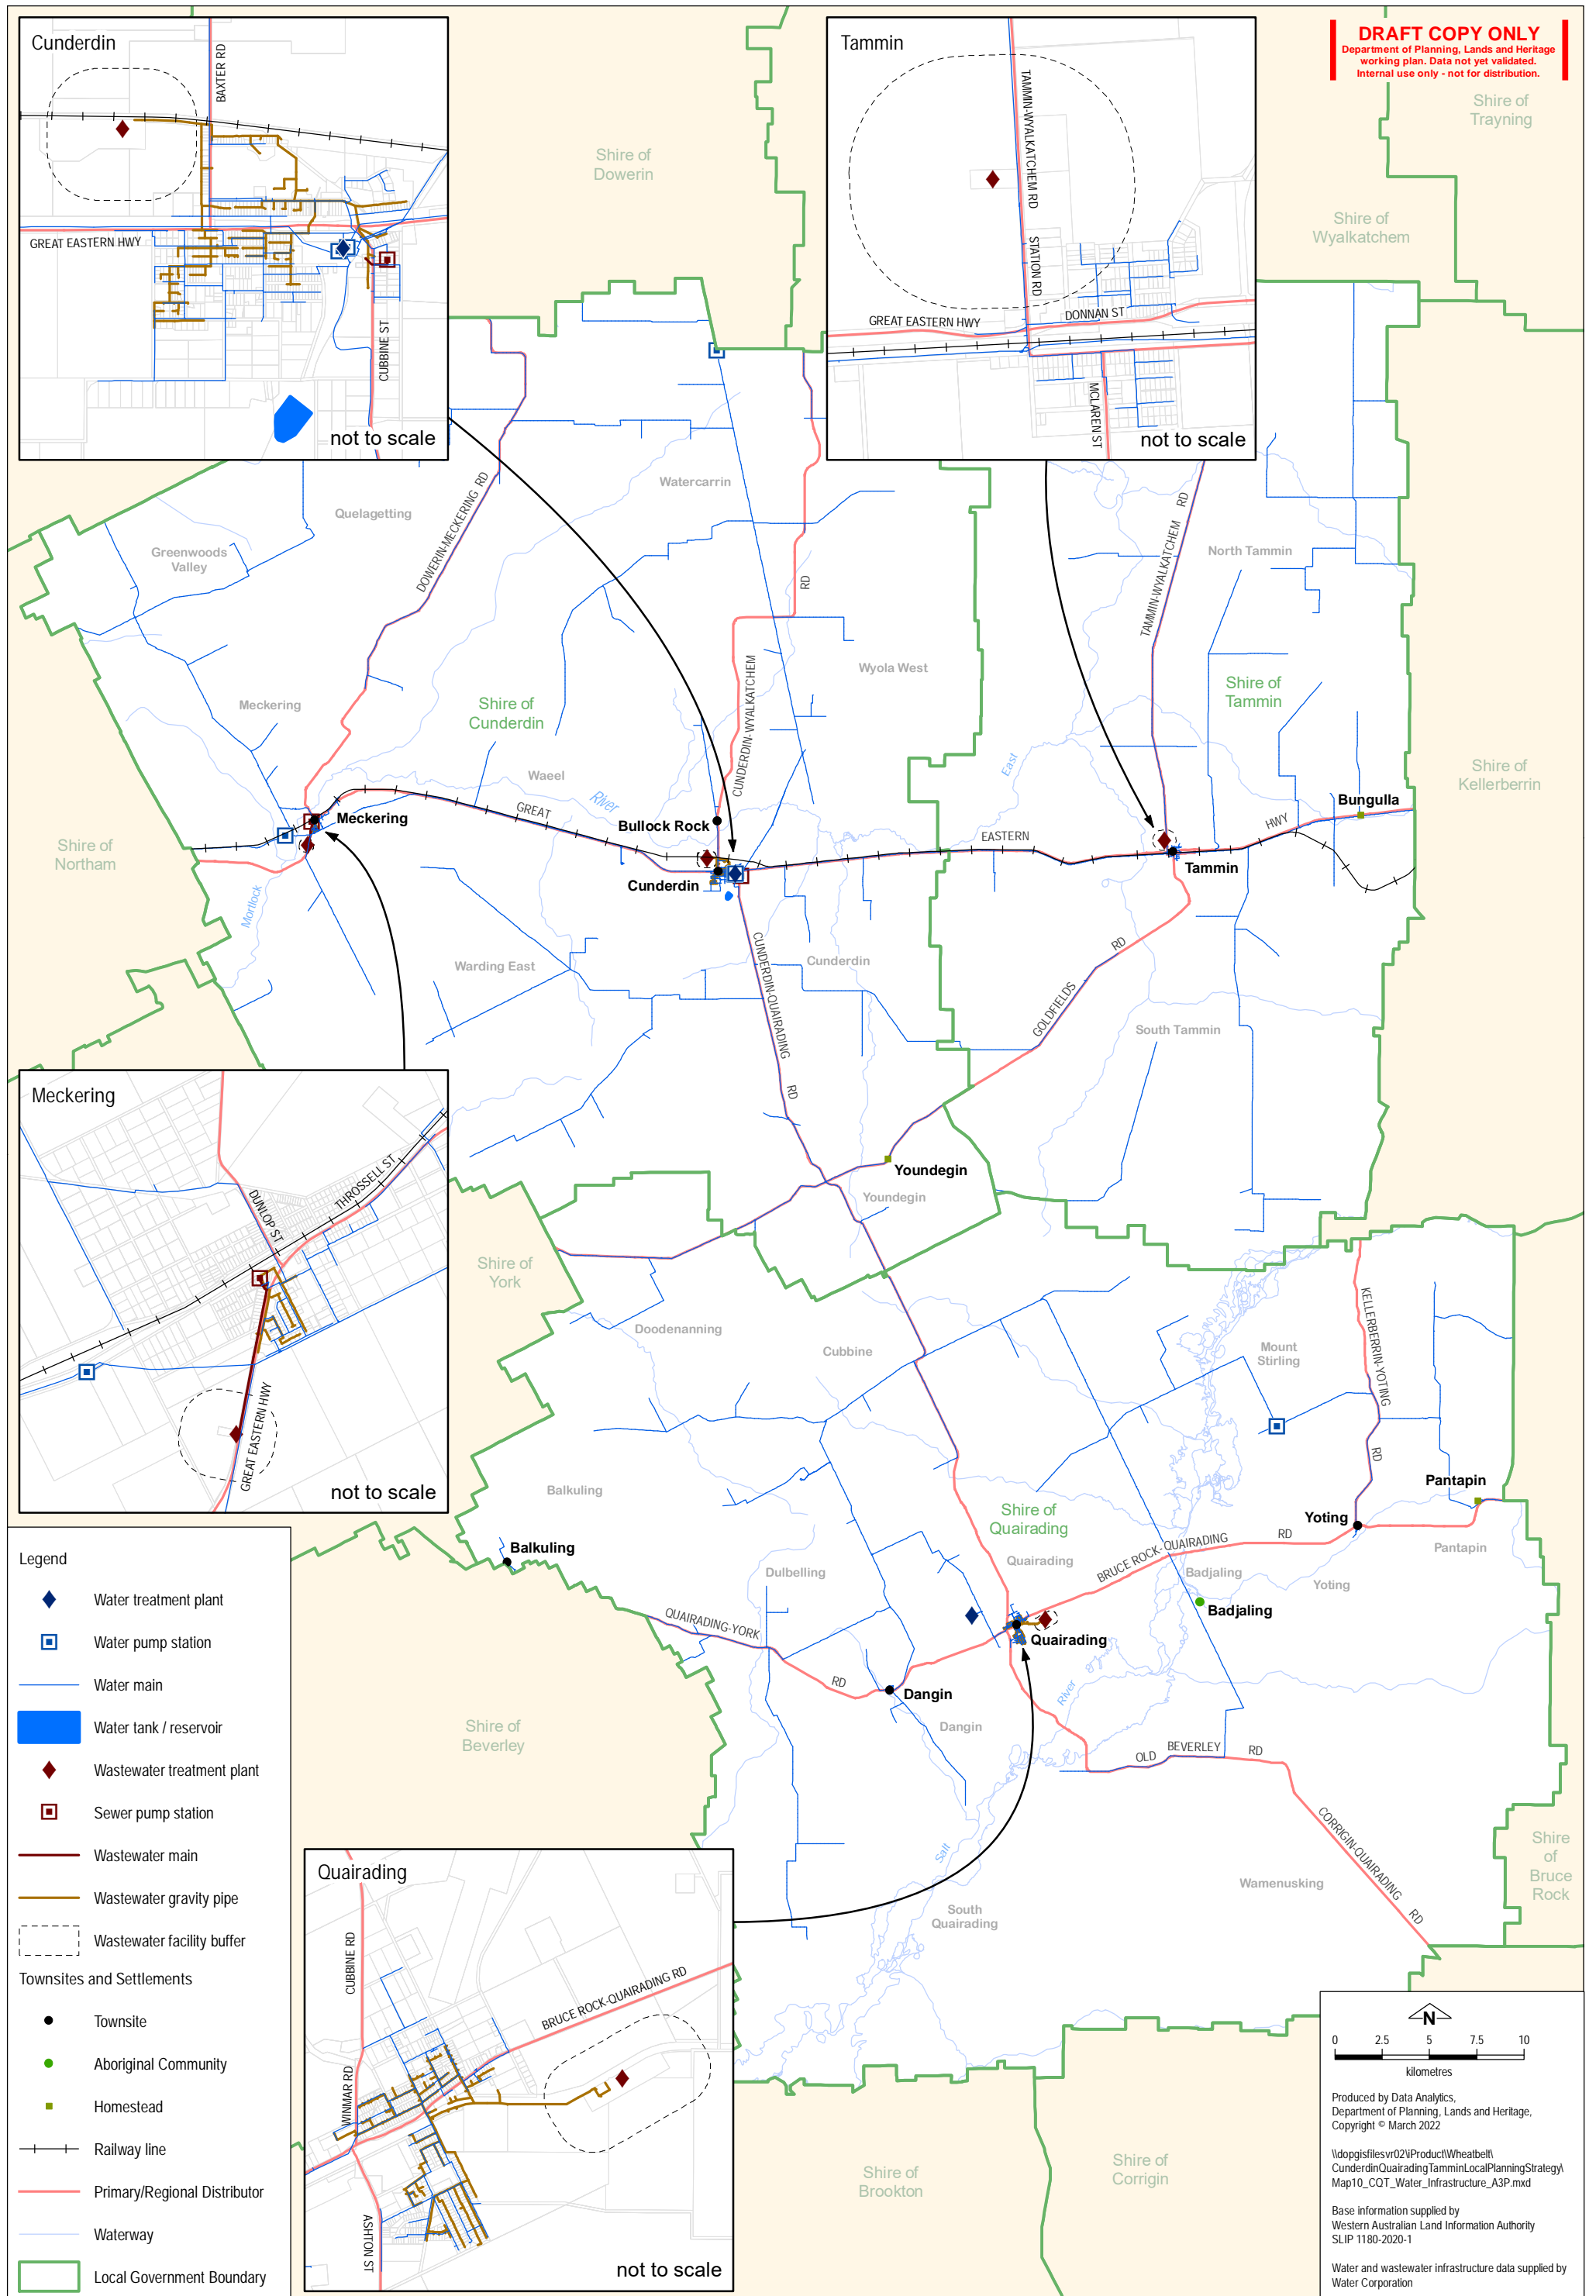 DRAFT COPY ONLY
Department of Planning, Lands and Heritage
working plan. Data not yet validated.
Internal use only - not for distribution.
Cunderdin
BAXTER RD
GREAT EASTERN HWY
CUBBINE ST
not to scale
Tammin
TAMMIN-WYALKATCHEM RD
STATION RD
GREAT EASTERN HWY
DONNAN ST
MCLAREN ST
not to scale
Shire of
Trayning
Shire of
Dowerin
Shire of
Wyalkatchem
Watercarrin
Quelagetting
Greenwoods
Valley
DOWERIN-MECKERING RD
RD
North Tammin
TAMMIN-WYALKATCHEM RD
Wyola West
Meckering
Shire of
Cunderdin
Shire of
Tammin
CUNDERDIN-WYALKATCHEM
Waeel
River
East
Shire of
Kellerberrin
Bungulla
Meckering
GREAT
Bullock Rock
EASTERN
HWY
Shire of
Northam
Cunderdin
Tammin
Mortlock
Warding East
CUNDERDIN-QUAIRADING
RD
Cunderdin
GOLDFIELDS
RD
South Tammin
Meckering
DUNLOP ST
THROSSELL ST
GREAT EASTERN HWY
not to scale
Youndegin
Youndegin
Shire of
York
Doodenanning
Cubbine
Mount
Stirling
KELLERBERRIN-YOTING
RD
Balkuling
Shire of
Quairading
Pantapin
Yoting
Balkuling
Quairading
BRUCE ROCK-QUAIRADING
RD
Pantapin
Dulbelling
Badjaling
Yoting
Badjaling
QUAIRADING-YORK
RD
Quairading
River
Dangin
Dangin
Shire of
Beverley
OLD
BEVERLEY
RD
CORRIGIN-QUAIRADING
RD
Salt
Wamenusking
South
Quairading
Shire
of
Bruce
Rock
Quairading
CUBBINE RD
BRUCE ROCK-QUAIRADING RD
WINMAR RD
ASHTON ST
not to scale
Shire of
Brookton
Shire of
Corrigin
Legend
Water treatment plant
Water pump station
Water main
Water tank / reservoir
Wastewater treatment plant
Sewer pump station
Wastewater main
Wastewater gravity pipe
Wastewater facility buffer
Townsites and Settlements
Townsite
Aboriginal Community
Homestead
Railway line
Primary/Regional Distributor
Waterway
Local Government Boundary
N
0 2.5 5 7.5 10
kilometres
Produced by Data Analytics,
Department of Planning, Lands and Heritage,
Copyright © March 2022
\\dopgisfilesvr02\iProduct\Wheatbelt\
CunderdinQuairadingTamminLocalPlanningStrategy\
Map10_CQT_Water_Infrastructure_A3P.mxd
Base information supplied by
Western Australian Land Information Authority
SLIP 1180-2020-1
Water and wastewater infrastructure data supplied by
Water Corporation